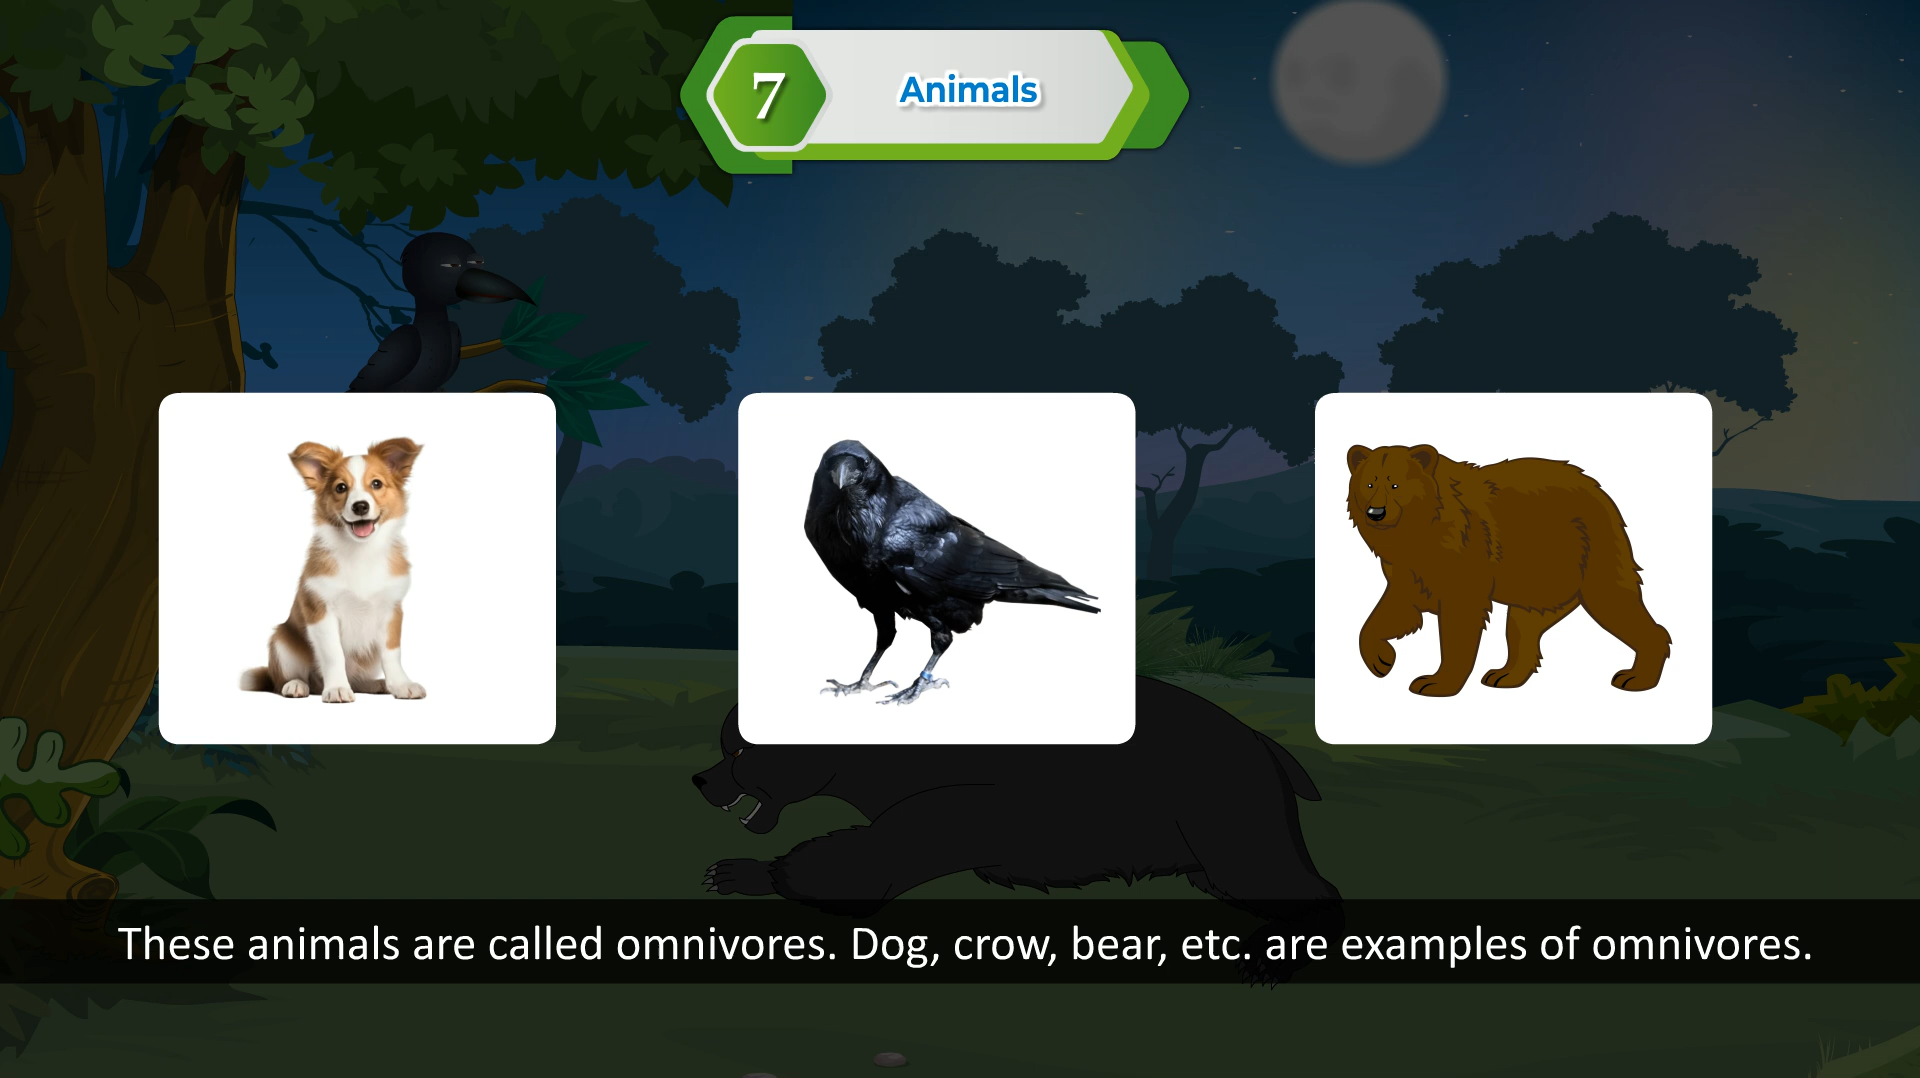 7
Animals
These animals are called omnivores. Dog, crow, bear, etc. are examples of omnivores.